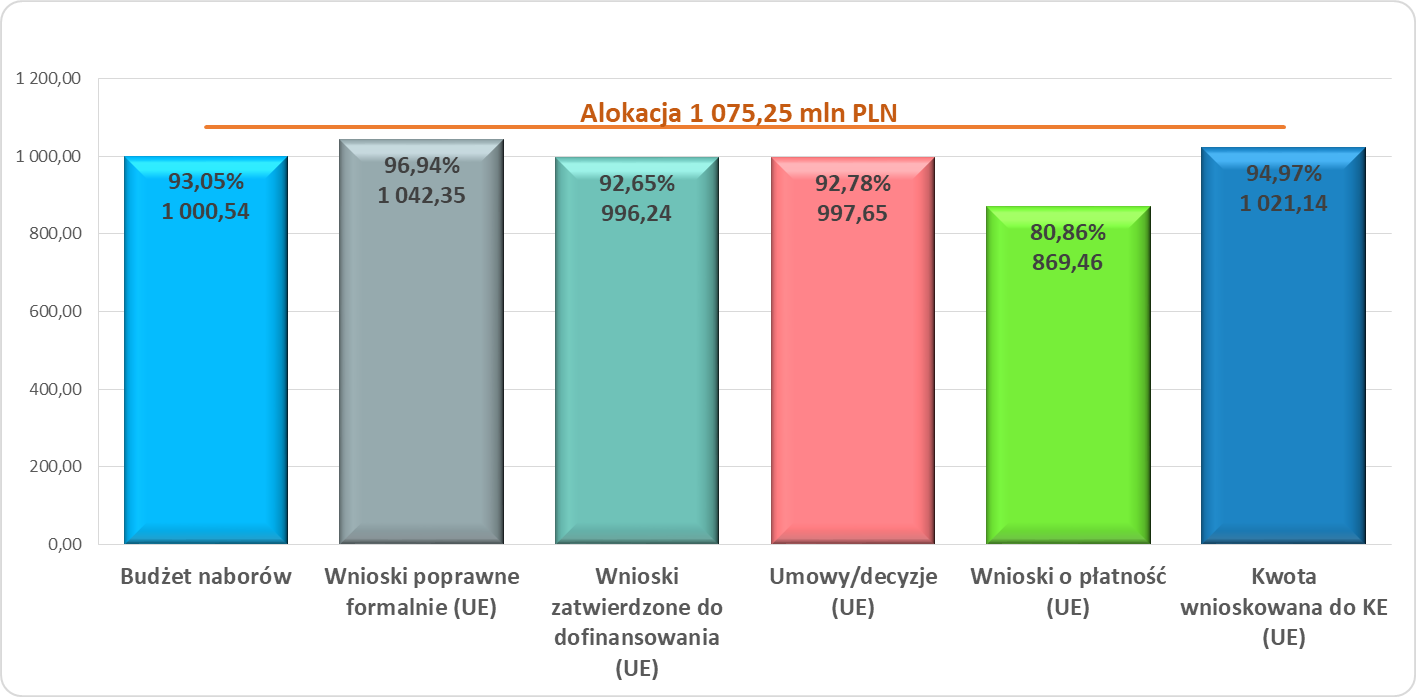 1 200,00
Alokacja 1 075,25 mln PLN
1 000,00
800,00
600,00
400,00
200,00
0,00
93,05%
1 000,54
96,94%
1 042,35
92,65%
996,24
92,78%
997,65
80,86%
869,46
94,97%
1 021,14
Budżet naborów
Wnioski poprawne
formalnie (UE)
Wnioski
zatwierdzone do
dofinansowania
(UE)
Umowy/decyzje
(UE)
Wnioski o płatność
(UE)
Kwota
wnioskowana do KE
(UE)